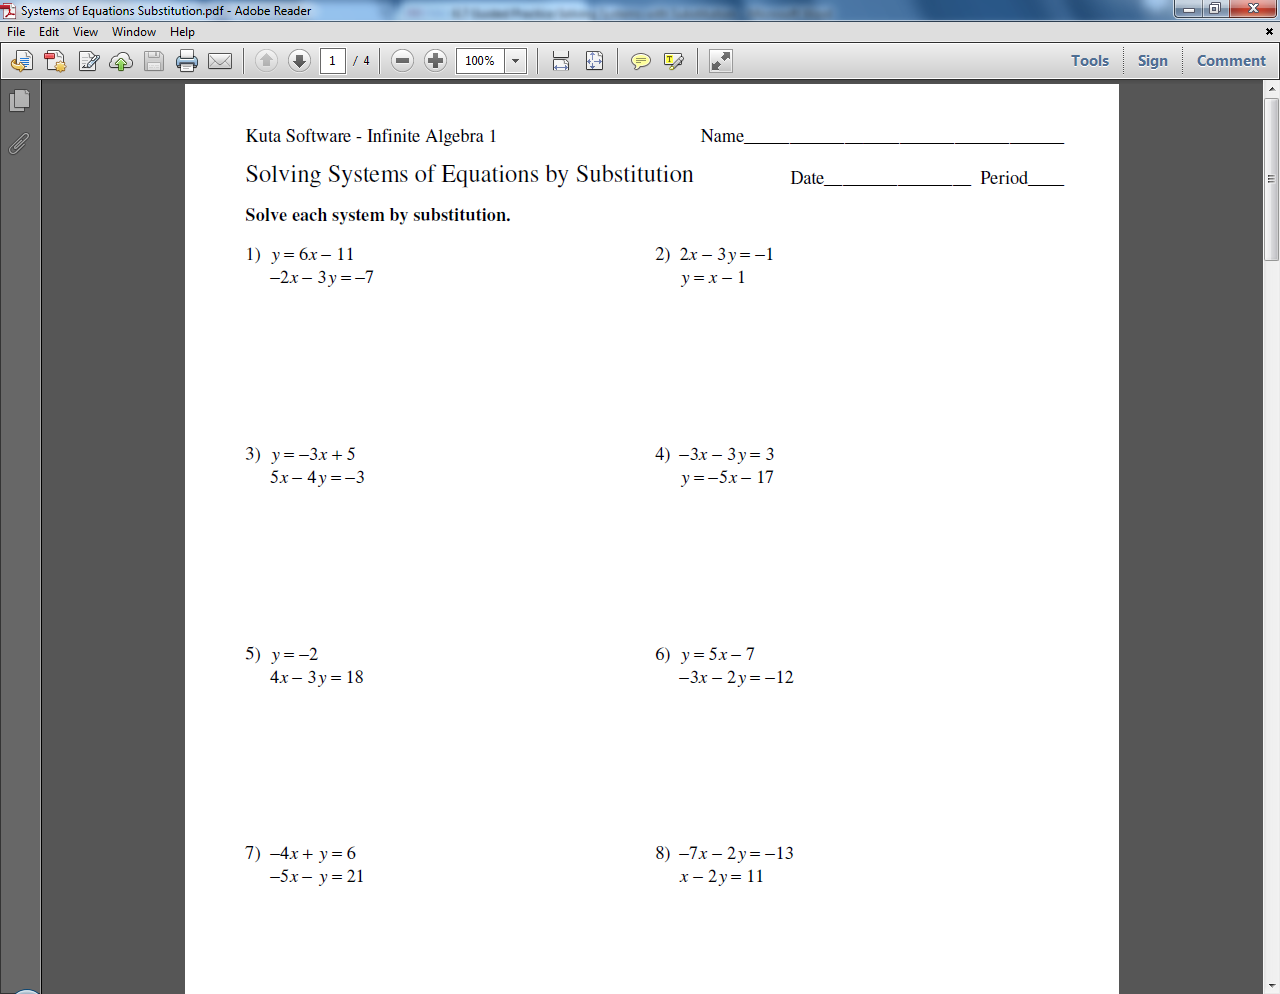 Systems of Equations Substitution.pdf - Adobe Reader
File Edit View Window Help
1 / 4 100% Tools Sign Comment
Kuta Software - Infinite Algebra 1 Name___________________________________
Solving Systems of Equations by Substitution Date________________ Period____
Solve each system by substitution.
1) y = 6x − 11
−2x − 3y = −7
2) 2x − 3y = −1
y = x − 1
3) y = −3x + 5
5x − 4y = −3
4) −3x − 3y = 3
y = −5x − 17
5) y = −2
4x − 3y = 18
6) y = 5x − 7
−3x − 2y = −12
7) −4x + y = 6
−5x − y = 21
8) −7x − 2y = −13
x − 2y = 11